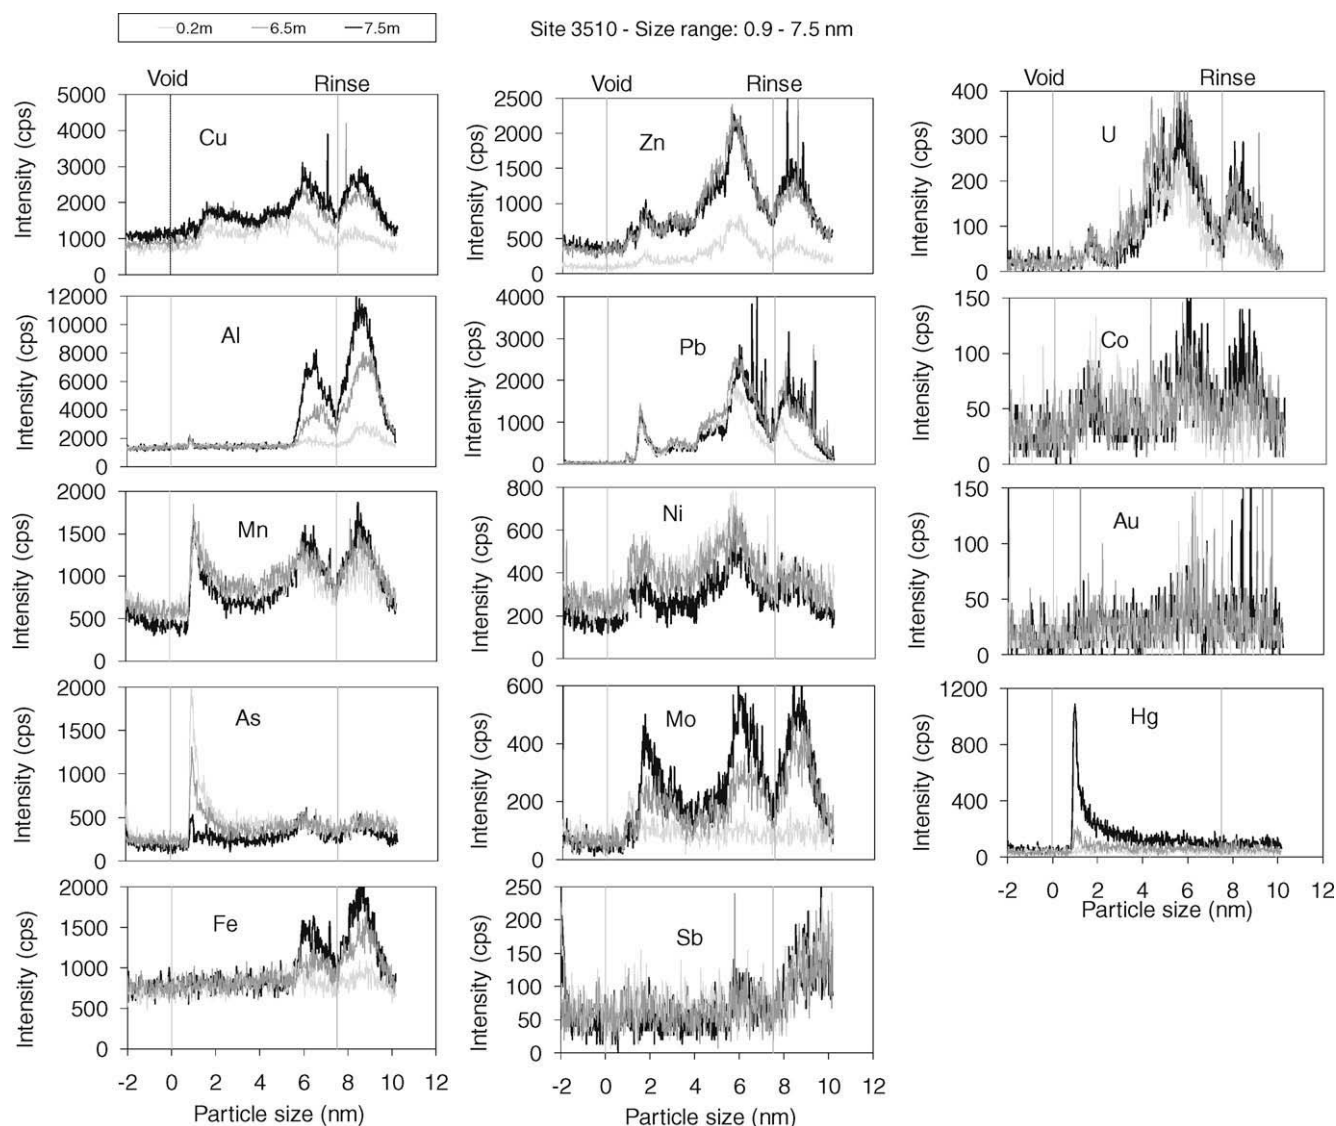 0.2m 6.5m 7.5m
Site 3510 - Size range: 0.9 - 7.5 nm
Void Rinse
Intensity (cps)
5000
4000
3000
2000
1000
0
Cu
Intensity (cps)
12000
10000
8000
6000
4000
2000
0
Al
Intensity (cps)
2000
1500
1000
500
0
Mn
Intensity (cps)
2000
1500
1000
500
0
As
Intensity (cps)
2000
1500
1000
500
0
Fe
-2 0 2 4 6 8 10 12
Particle size (nm)
Void Rinse
Intensity (cps)
2500
2000
1500
1000
500
0
Zn
Intensity (cps)
4000
3000
2000
1000
0
Pb
Intensity (cps)
800
600
400
200
0
Ni
Intensity (cps)
600
400
200
0
Mo
Intensity (cps)
250
200
150
100
50
0
Sb
-2 0 2 4 6 8 10 12
Particle size (nm)
Void Rinse
Intensity (cps)
400
300
200
100
0
U
Intensity (cps)
150
100
50
0
Co
Intensity (cps)
150
100
50
0
Au
Intensity (cps)
1200
800
400
0
Hg
-2 0 2 4 6 8 10 12
Particle size (nm)